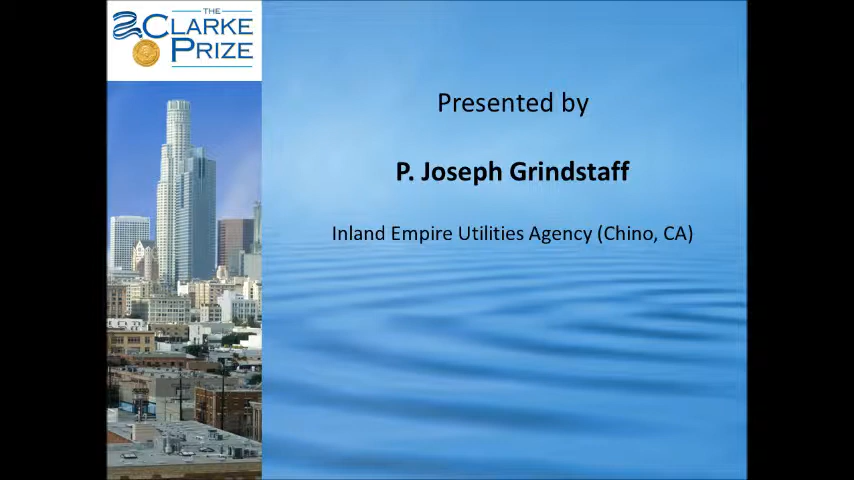 THE
CLARKE
PRIZE
Presented by
P. Joseph Grindstaff
Inland Empire Utilities Agency (Chino, CA)